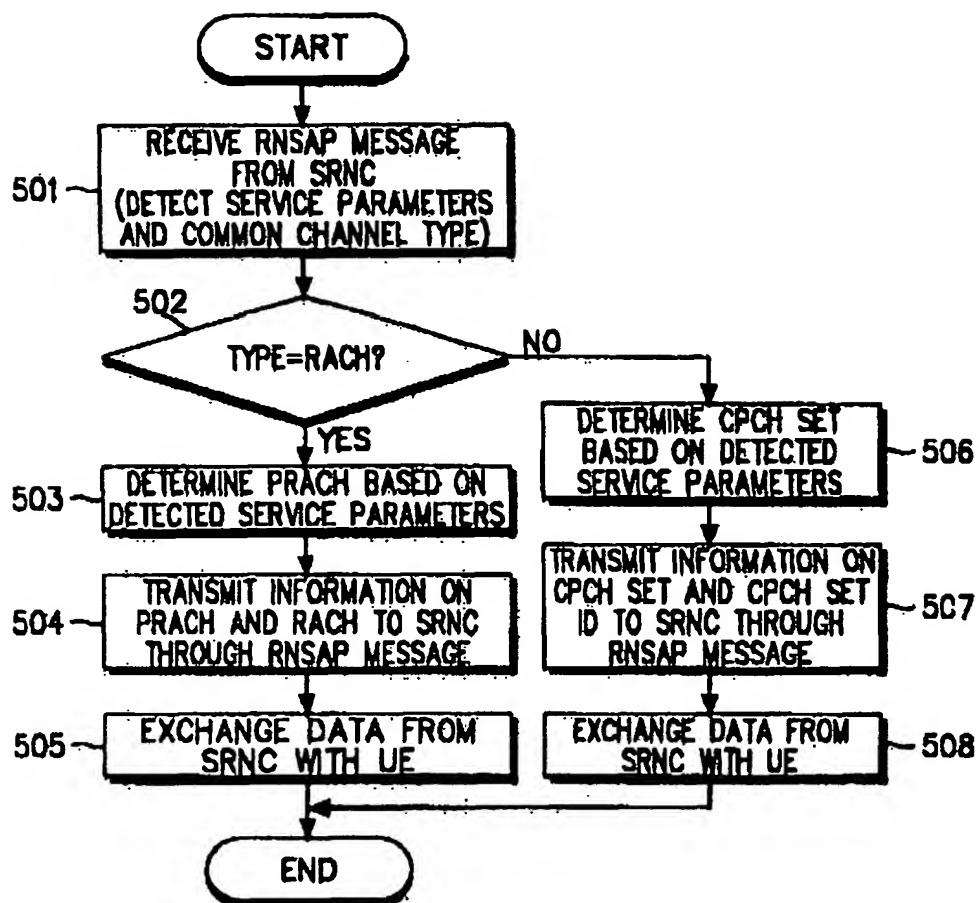 START
501
RECEIVE RNSAP MESSAGE
FROM SRNC
(DETECT SERVICE PARAMETERS
AND COMMON CHANNEL TYPE)
502
TYPE=RACH?
NO
YES
503
DETERMINE PRACH BASED ON
DETECTED SERVICE PARAMETERS
504
TRANSMIT INFORMATION ON
PRACH AND RACH TO SRNC
THROUGH RNSAP MESSAGE
505
EXCHANGE DATA FROM
SRNC WITH UE
DETERMINE CPCH SET
BASED ON DETECTED
SERVICE PARAMETERS
506
TRANSMIT INFORMATION ON
CPCH SET AND CPCH SET
ID TO SRNC THROUGH
RNSAP MESSAGE
507
EXCHANGE DATA FROM
SRNC WITH UE
508
END